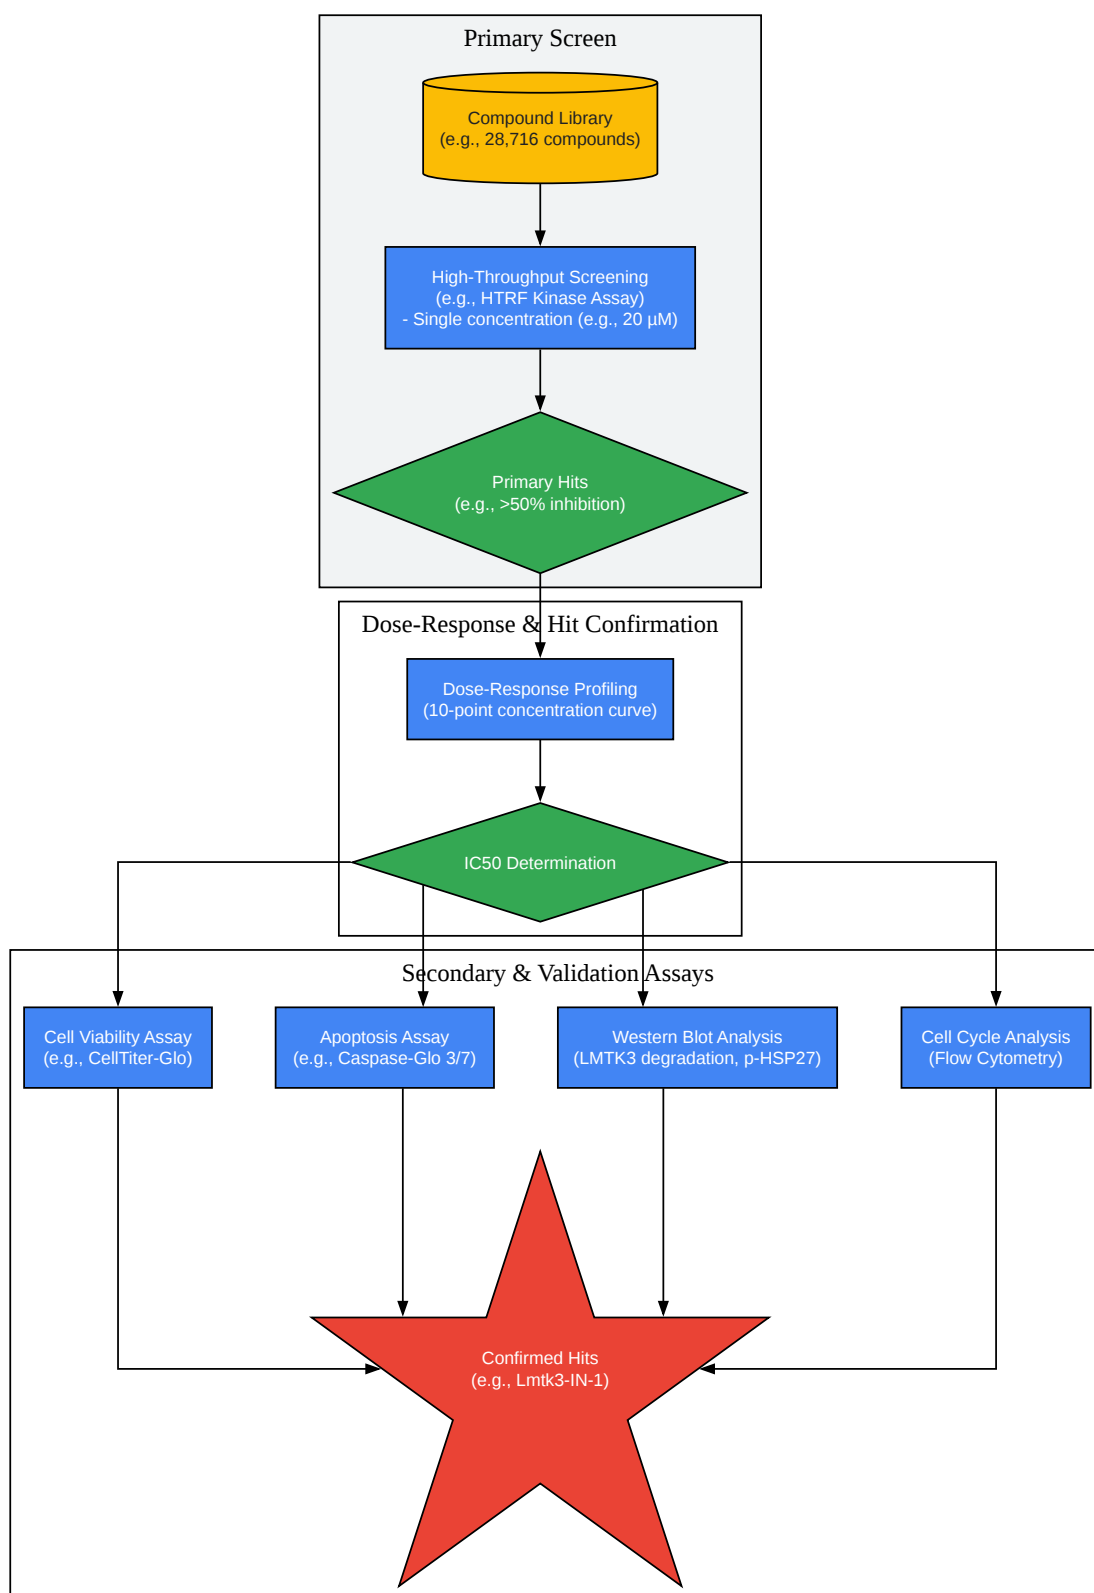 Primary Screen
Compound Library
(e.g., 28,716 compounds)
High-Throughput Screening
(e.g., HTRF Kinase Assay)
- Single concentration (e.g., 20 µM)
Primary Hits
(e.g., >50% inhibition)
Dose-Response & Hit Confirmation
Dose-Response Profiling
(10-point concentration curve)
IC50 Determination
Secondary & Validation Assays
Cell Viability Assay
(e.g., CellTiter-Glo)
Apoptosis Assay
(e.g., Caspase-Glo 3/7)
Western Blot Analysis
(LMTK3 degradation, p-HSP27)
Cell Cycle Analysis
(Flow Cytometry)
Confirmed Hits
(e.g., Lmtk3-IN-1)